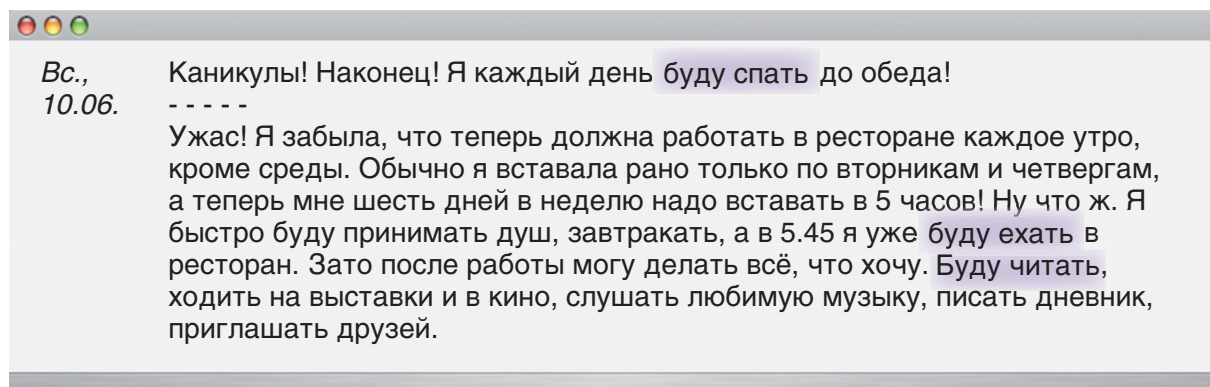 Вс., Каникулы! Наконец! Я каждый день буду спать до обеда!
10.06. - - - - -
Ужас! Я забыла, что теперь должна работать в ресторане каждое утро,
кроме среды. Обычно я вставала рано только по вторникам и четвергам,
а теперь мне шесть дней в неделю надо вставать в 5 часов! Ну что ж. Я
быстро буду принимать душ, завтракать, а в 5.45 я уже буду ехать в
ресторан. Зато после работы могу делать всё, что хочу. Буду читать,
ходить на выставки и в кино, слушать любимую музыку, писать дневник,
приглашать друзей.